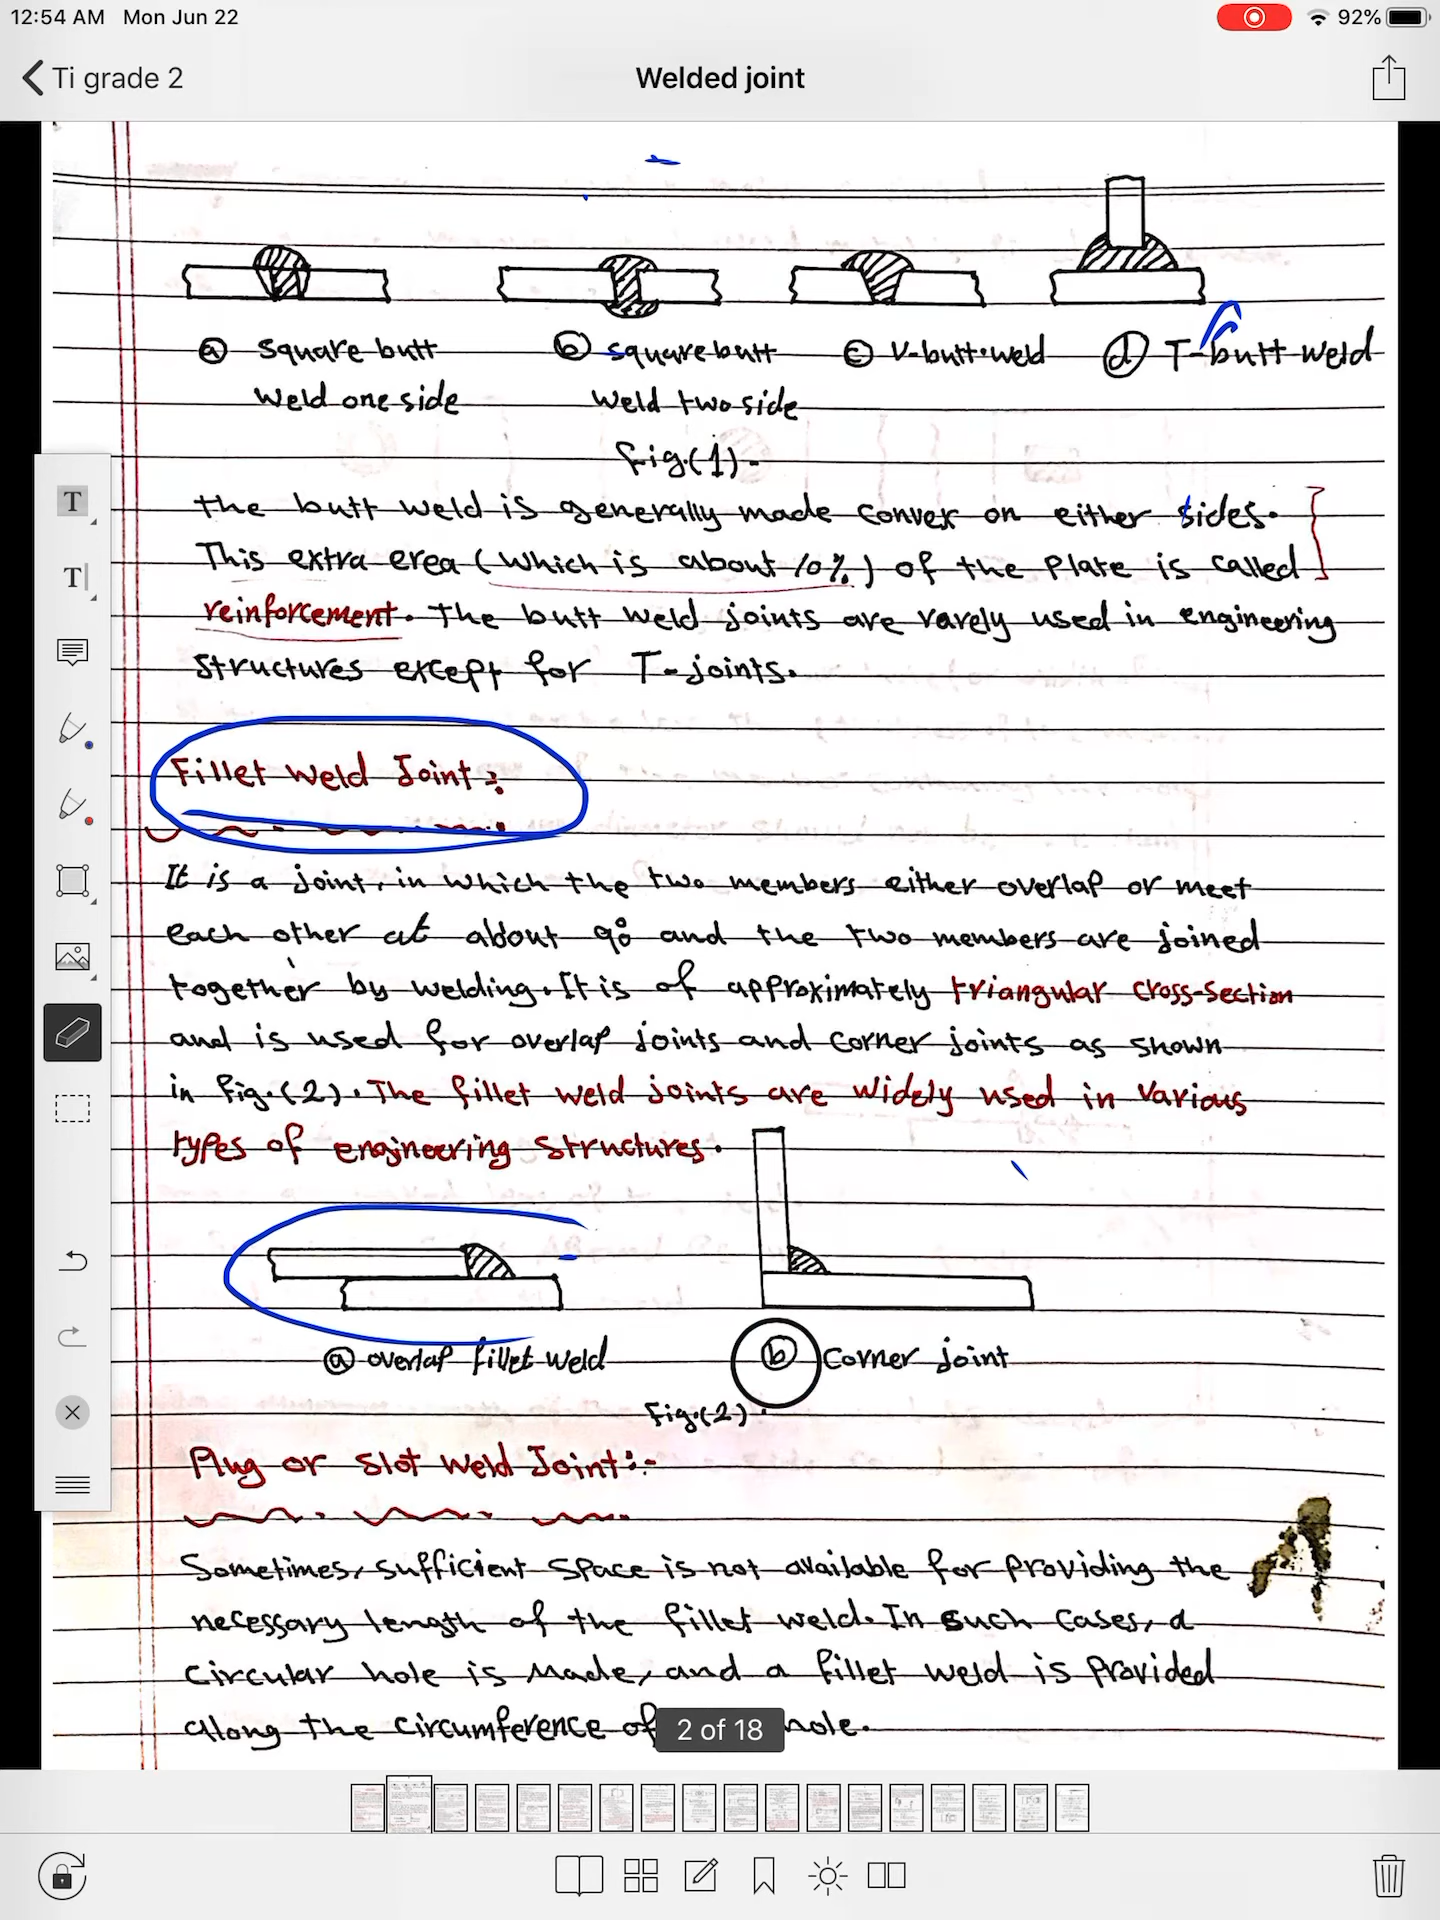 12:54 AM Mon Jun 22
92%
Ti grade 2
Welded joint
ⓐ square butt
weld one side
ⓑ square butt
weld two side
ⓒ V-butt weld
ⓓ T-butt weld
fig.(1).
the butt weld is generally made convex on either sides.
This extra erea (which is about 10%) of the plate is called
reinforcement. The butt weld joints are rarely used in engineering
structures except for T-joints.
Fillet weld Joint:
It is a joint, in which the two members either overlap or meet
each other at about 90° and the two members are joined
together by welding. It is of approximately triangular cross-section
and is used for overlap joints and corner joints as shown
in fig.(2). The fillet weld joints are widely used in various
types of engineering structures.
ⓐ overlap fillet weld
ⓑ Corner joint
Fig.(2).
Plug or Slot weld Joint:-
Sometimes, sufficient space is not available for providing the
necessary length of the fillet weld. In such cases, a
circular hole is made, and a fillet weld is provided
along the circumference of hole.
2 of 18